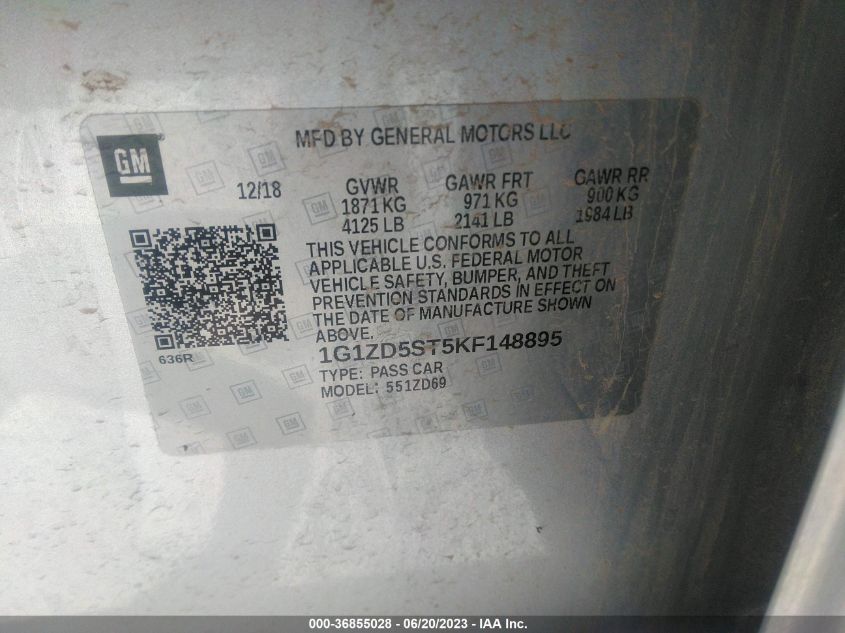 GM
MFD BY GENERAL MOTORS LLC
12/18 GVWR GAWR FRT GAWR RR
1871 KG 971 KG 900 KG
4125 LB 2141 LB 1984 LB
THIS VEHICLE CONFORMS TO ALL
APPLICABLE U.S. FEDERAL MOTOR
VEHICLE SAFETY, BUMPER, AND THEFT
PREVENTION STANDARDS IN EFFECT ON
THE DATE OF MANUFACTURE SHOWN
ABOVE.
636R
1G1ZD5ST5KF148895
TYPE: PASS CAR
MODEL: 551ZD69
000-36855028 - 06/20/2023 - IAA Inc.